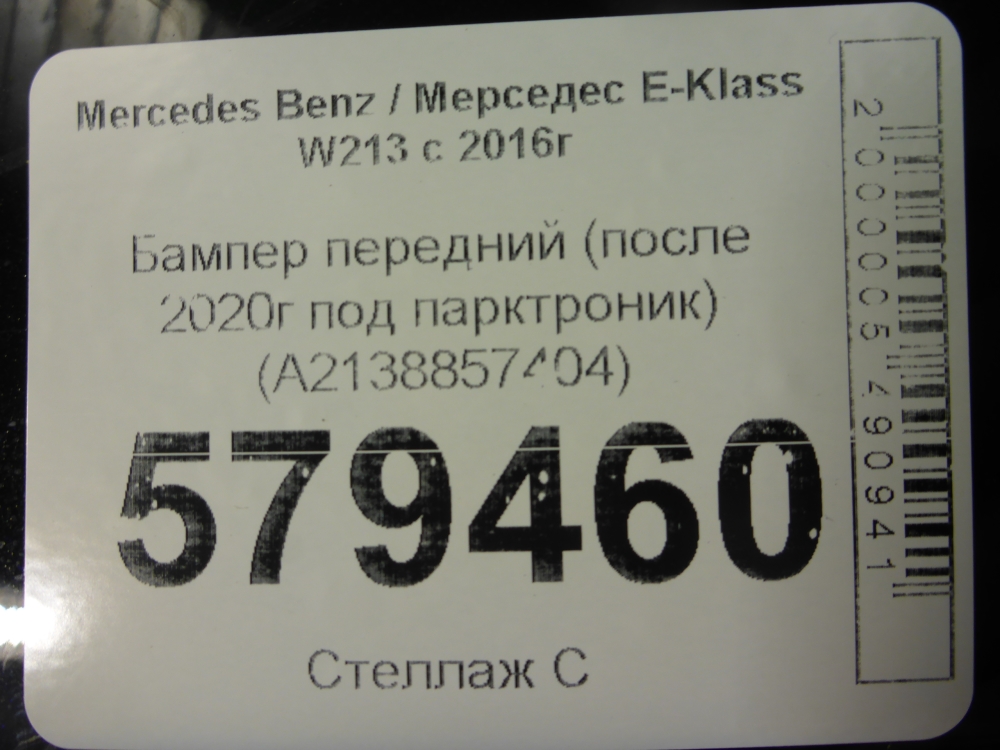 Mercedes Benz / Мерседес E-Klass
W213 с 2016г
Бампер передний (после
2020г под парктроник)
(A2138857404)
579460
Стеллаж С
2000005490941